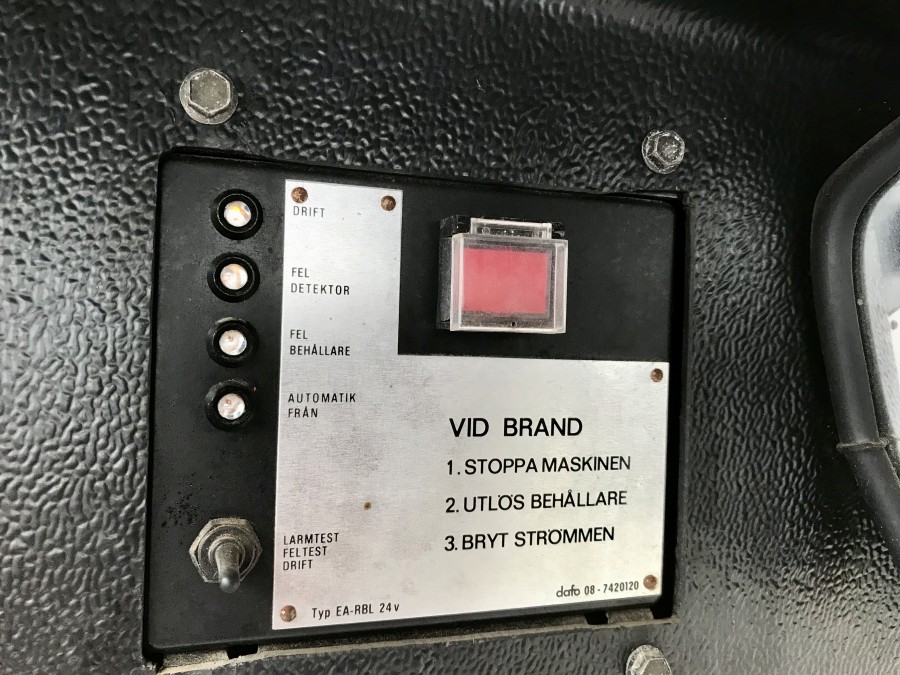 DRIFT
FEL
DETEKTOR
FEL
BEHÅLLARE
AUTOMATIK
FRÅN
LARMTEST
FELTEST
DRIFT
Typ EA-RBL 24v
VID BRAND
1. STOPPA MASKINEN
2. UTLÖS BEHÅLLARE
3. BRYT STRÖMMEN
dafo 08-7420120